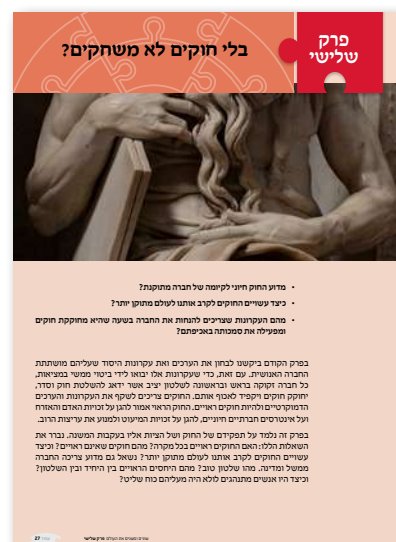 פרק
שלישי
בלי חוקים לא משחקים?
• מדוע החוק חיוני לקיומה של חברה מתוקנת?
• כיצד עשויים החוקים לקרב אותנו לעולם מתוקן יותר?
• מהם העקרונות שצריכים להנחות את החברה בשעה שהיא מחוקקת חוקים
ומפעילה את סמכותה באכיפתם?
בפרק הקודם ביקשנו לבחון את הערכים ואת עקרונות היסוד שעליהם מושתתת
החברה האנושית. עם זאת, כדי שעקרונות אלו יבואו לידי ביטוי ממשי במציאות,
כל חברה זקוקה בראש ובראשונה לשלטון יציב אשר ידאג להשלטת חוק וסדר,
יחוקק חוקים ויקפיד לאכוף אותם. החוקים צריכים לשקף את העקרונות והערכים
הדמוקרטיים ולהיות חוקים ראויים. החוק הראוי אמור להגן על זכויות האדם והאזרח
ועל אינטרסים חברתיים חיוניים, להגן על זכויות המיעוט ולמנוע את עריצות הרוב.
בפרק זה נלמד על תפקידם של החוק ושל הציות אליו בעקבות המשנה. נברר את
השאלות הללו: האם החוקים ראויים בכל מקרה? מהם חוקים שאינם ראויים? וכיצד
עשויים החוקים לקרב אותנו לעולם מתוקן יותר? נשאל גם מדוע צריכה החברה
ממשל ומדינה. מהו שלטון טוב? מהם היחסים הראויים בין היחיד ובין השלטון?
וכיצד היו אנשים מתנהגים לולא היה מעליהם כוח שליט?
פרק שלישי
27